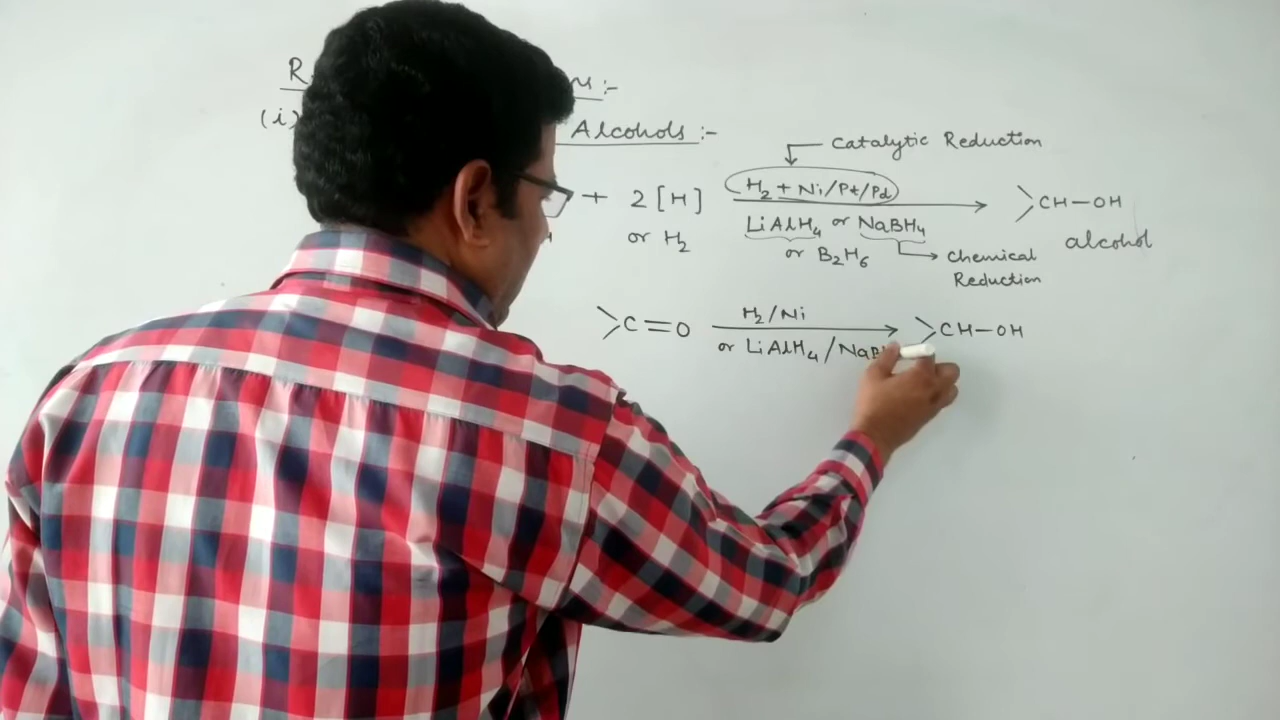 (i) Alcohols :-
Catalytic Reduction
+ 2 [H] H₂ + Ni/Pt/Pd >CH—OH
or H₂ LiAlH₄ or NaBH₄ alcohol
or B₂H₆ Chemical
Reduction
>C=O H₂/Ni >CH—OH
or LiAlH₄/